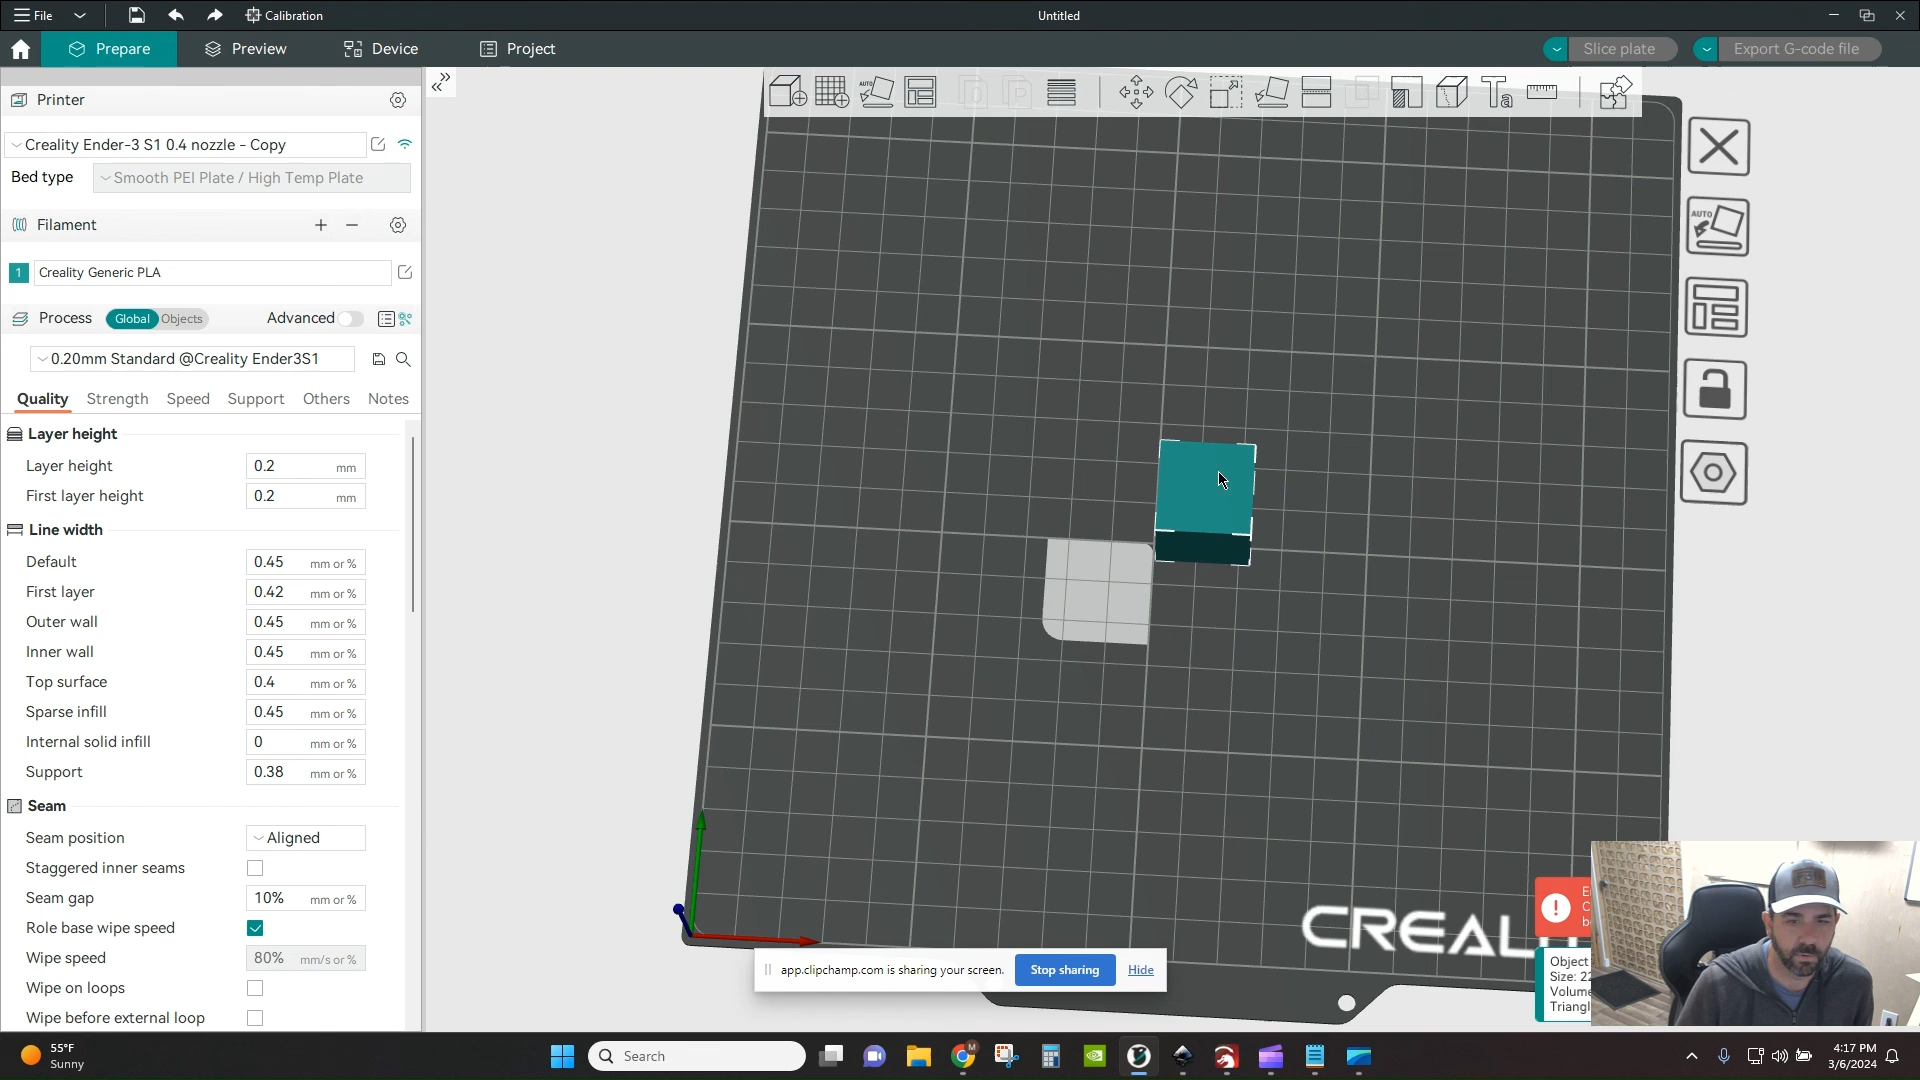 File
Calibration
Untitled
Prepare
Preview
Device
Project
Slice plate
Export G-code file
Printer
Creality Ender-3 S1 0.4 nozzle - Copy
Bed type
Smooth PEI Plate / High Temp Plate
Filament
1
Creality Generic PLA
Process
Global
Objects
Advanced
0.20mm Standard @Creality Ender3S1
Quality
Strength
Speed
Support
Others
Notes
Layer height
Layer height 0.2 mm
First layer height 0.2 mm
Line width
Default 0.45 mm or %
First layer 0.42 mm or %
Outer wall 0.45 mm or %
Inner wall 0.45 mm or %
Top surface 0.4 mm or %
Sparse infill 0.45 mm or %
Internal solid infill 0 mm or %
Support 0.38 mm or %
Seam
Seam position Aligned
Staggered inner seams
Seam gap 10% mm or %
Role base wipe speed
Wipe speed 80% mm/s or %
Wipe on loops
Wipe before external loop
AUTO
AUTO
CREAL
Object
Size: 22
Volume
Triangl
app.clipchamp.com is sharing your screen.
Stop sharing
Hide
55°F
Sunny
Search
4:17 PM
3/6/2024